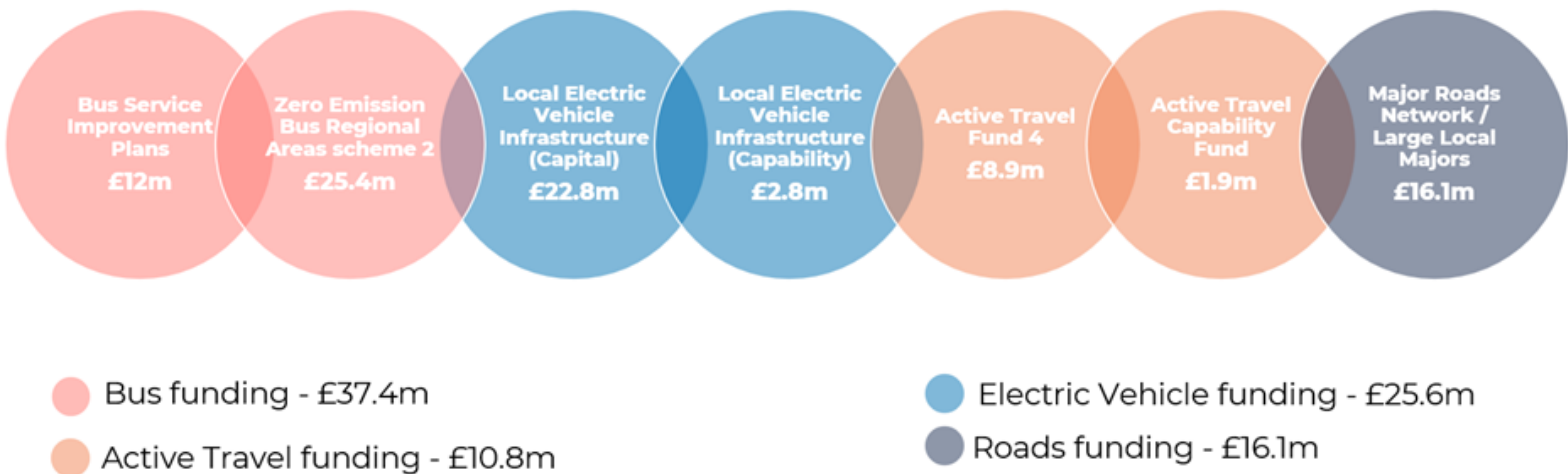 Bus Service
Improvement
Plans
£12m
Zero Emission
Bus Regional
Areas scheme 2
£25.4m
Local Electric
Vehicle
Infrastructure
(Capital)
£22.8m
Local Electric
Vehicle
Infrastructure
(Capability)
£2.8m
Active Travel
Fund 4
£8.9m
Active Travel
Capability
Fund
£1.9m
Major Roads
Network /
Large Local
Majors
£16.1m
Bus funding - £37.4m
Active Travel funding - £10.8m
Electric Vehicle funding - £25.6m
Roads funding - £16.1m